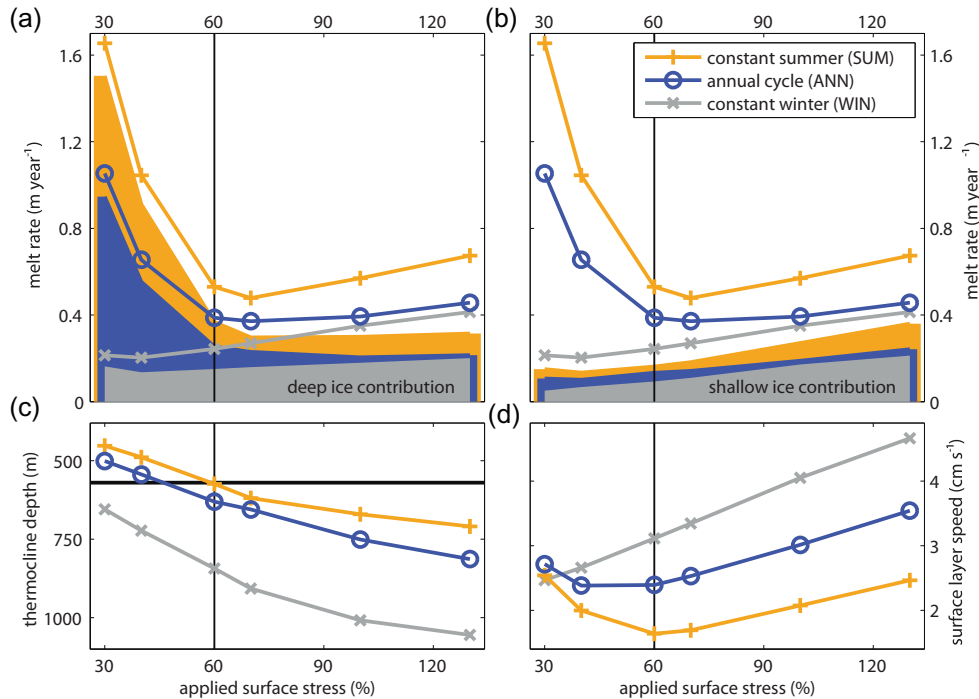 (a)
30
60
90
120
(b)
30
60
90
120
1.6
1.2
0.8
0.4
0
melt rate (m year⁻¹)
deep ice contribution
constant summer (SUM)
annual cycle (ANN)
constant winter (WIN)
1.6
1.2
0.8
0.4
0
melt rate (m year⁻¹)
shallow ice contribution
(c)
500
750
1000
thermocline depth (m)
30
60
90
120
applied surface stress (%)
(d)
4
3
2
surface layer speed (cm s⁻¹)
30
60
90
120
applied surface stress (%)